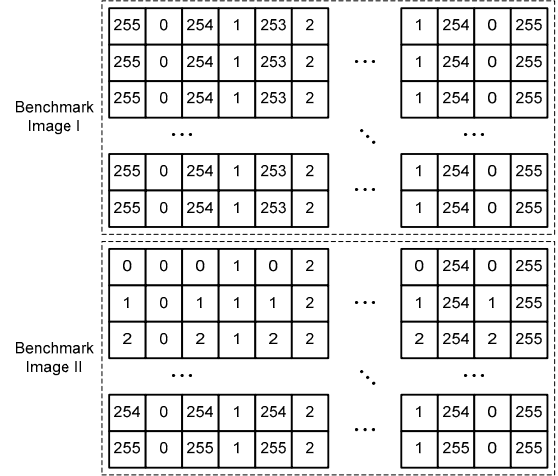 255 0 254 1 253 2 1 254 0 255
255 0 254 1 253 2 ... 1 254 0 255
255 0 254 1 253 2 1 254 0 255
Benchmark
Image I
... ⋱ ...
255 0 254 1 253 2 ... 1 254 0 255
255 0 254 1 253 2 1 254 0 255
0 0 0 1 0 2 0 254 0 255
1 0 1 1 1 2 ... 1 254 1 255
2 0 2 1 2 2 2 254 2 255
Benchmark
Image II
... ⋱ ...
254 0 254 1 254 2 ... 1 254 0 255
255 0 255 1 255 2 1 255 0 255